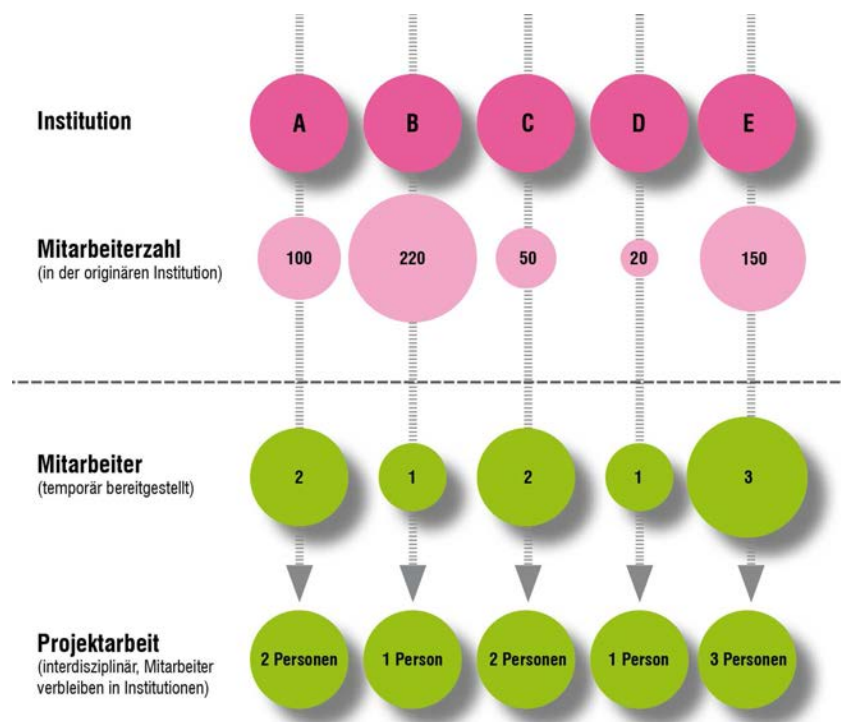 Institution
A
B
C
D
E
Mitarbeiterzahl
(in der originären Institution)
100
220
50
20
150
Mitarbeiter
(temporär bereitgestellt)
2
1
2
1
3
Projektarbeit
(interdisziplinär, Mitarbeiter
verbleiben in Institutionen)
2 Personen
1 Person
2 Personen
1 Person
3 Personen